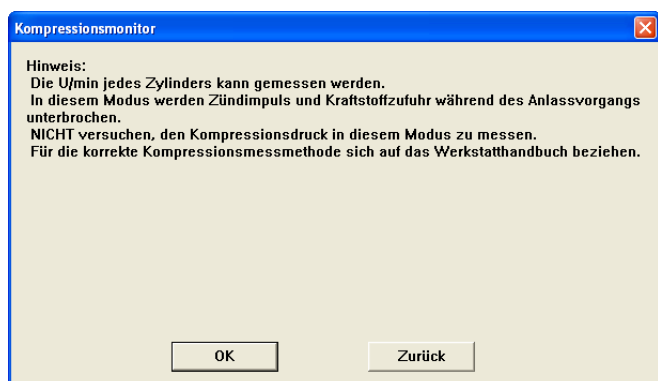 Kompressionsmonitor
Hinweis:
Die U/min jedes Zylinders kann gemessen werden.
In diesem Modus werden Zündimpuls und Kraftstoffzufuhr während des Anlassvorgangs
unterbrochen.
NICHT versuchen, den Kompressionsdruck in diesem Modus zu messen.
Für die korrekte Kompressionsmessmethode sich auf das Werkstatthandbuch beziehen.
OK
Zurück